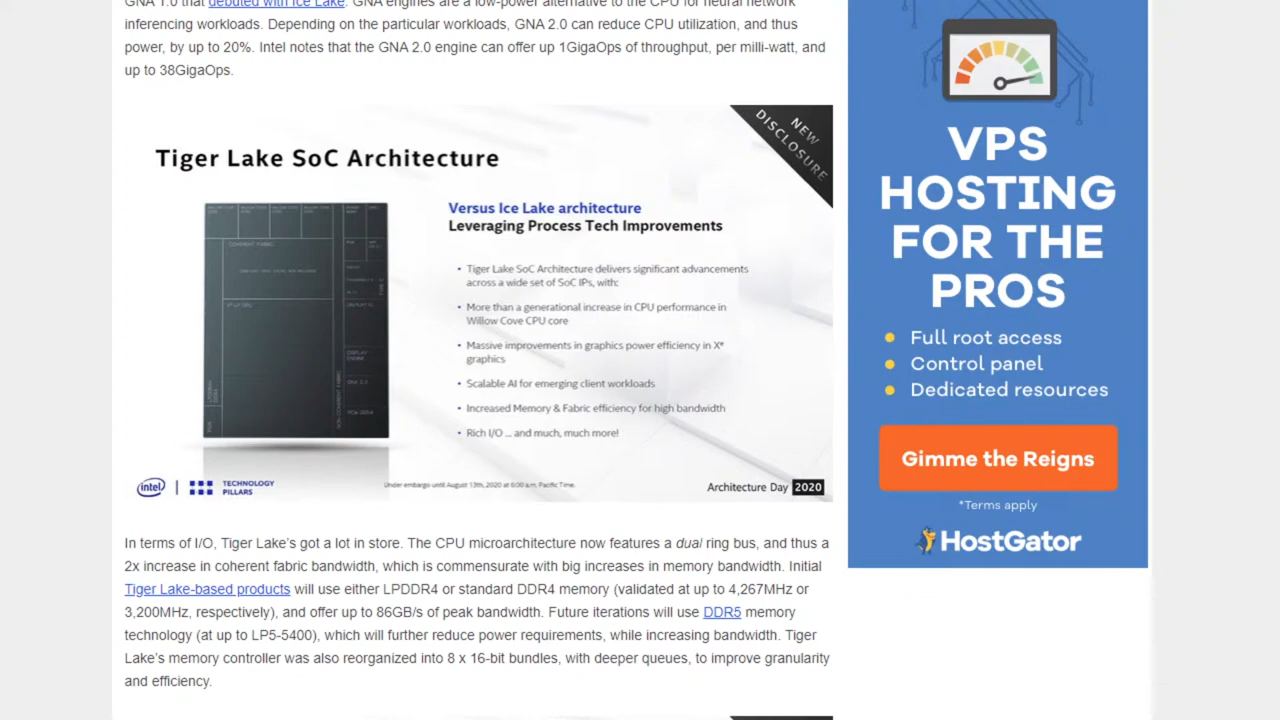 GNA 1.0 that debuted with Ice Lake. GNA engines are a low-power alternative to the CPU for neural network
inferencing workloads. Depending on the particular workloads, GNA 2.0 can reduce CPU utilization, and thus
power, by up to 20%. Intel notes that the GNA 2.0 engine can offer up 1GigaOps of throughput, per milli-watt, and
up to 38GigaOps.
NEW
DISCLOSURE
Tiger Lake SoC Architecture
Versus Ice Lake architecture
Leveraging Process Tech Improvements
• Tiger Lake SoC Architecture delivers significant advancements
across a wide set of SoC IPs, with:
• More than a generational increase in CPU performance in
Willow Cove CPU core
• Massive improvements in graphics power efficiency in Xᵉ
graphics
• Scalable AI for emerging client workloads
• Increased Memory & Fabric efficiency for high bandwidth
• Rich I/O ... and much, much more!
COHERENT FABRIC
DISPLAY
ENGINE
GNA 2.0
NON-COHERENT FABRIC
intel
TECHNOLOGY
PILLARS
Under embargo until August 13th, 2020 at 6:00 a.m. Pacific Time.
Architecture Day 2020
In terms of I/O, Tiger Lake’s got a lot in store. The CPU microarchitecture now features a dual ring bus, and thus a
2x increase in coherent fabric bandwidth, which is commensurate with big increases in memory bandwidth. Initial
Tiger Lake-based products will use either LPDDR4 or standard DDR4 memory (validated at up to 4,267MHz or
3,200MHz, respectively), and offer up to 86GB/s of peak bandwidth. Future iterations will use DDR5 memory
technology (at up to LP5-5400), which will further reduce power requirements, while increasing bandwidth. Tiger
Lake’s memory controller was also reorganized into 8 x 16-bit bundles, with deeper queues, to improve granularity
and efficiency.
VPS
HOSTING
FOR THE
PROS
Full root access
Control panel
Dedicated resources
Gimme the Reigns
*Terms apply
HostGator